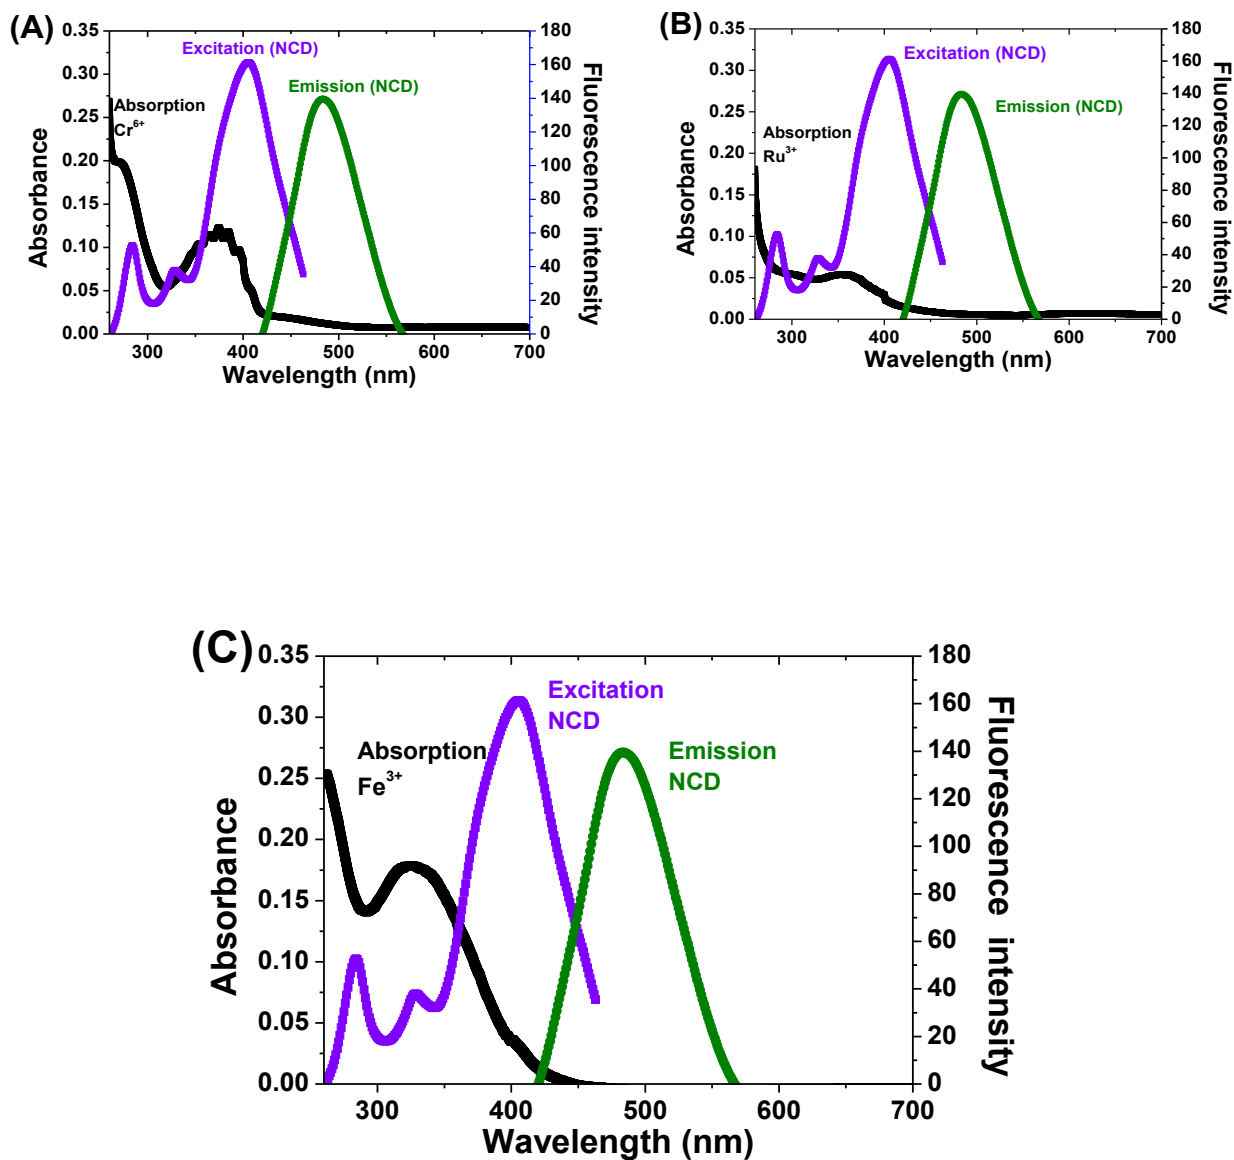 (A)
0.35
0.30
0.25
0.20
0.15
0.10
0.05
0.00
Absorbance
Excitation (NCD)
Emission (NCD)
Absorption
Cr6+
180
160
140
120
100
80
60
40
20
0
Fluorescence intensity
300 400 500 600 700
Wavelength (nm)
(B)
0.35
0.30
0.25
0.20
0.15
0.10
0.05
0.00
Absorbance
Excitation (NCD)
Emission (NCD)
Absorption
Ru3+
180
160
140
120
100
80
60
40
20
0
Fluorescence intensity
300 400 500 600 700
Wavelength (nm)
(C)
0.35
0.30
0.25
0.20
0.15
0.10
0.05
0.00
Absorbance
Excitation
NCD
Absorption
Fe3+
Emission
NCD
180
160
140
120
100
80
60
40
20
0
Fluorescence intensity
300 400 500 600 700
Wavelength (nm)